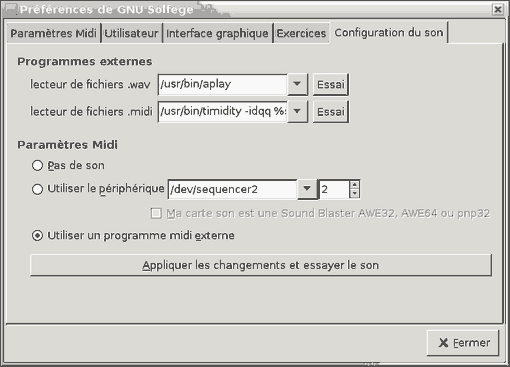 Préférences de GNU Solfege
Paramètres Midi Utilisateur Interface graphique Exercices Configuration du son
Programmes externes
lecteur de fichiers .wav /usr/bin/aplay Essai
lecteur de fichiers .midi /usr/bin/timidity -idqq %s Essai
Paramètres Midi
Pas de son
Utiliser le périphérique /dev/sequencer2 2
Ma carte son est une Sound Blaster AWE32, AWE64 ou pnp32
Utiliser un programme midi externe
Appliquer les changements et essayer le son
Fermer